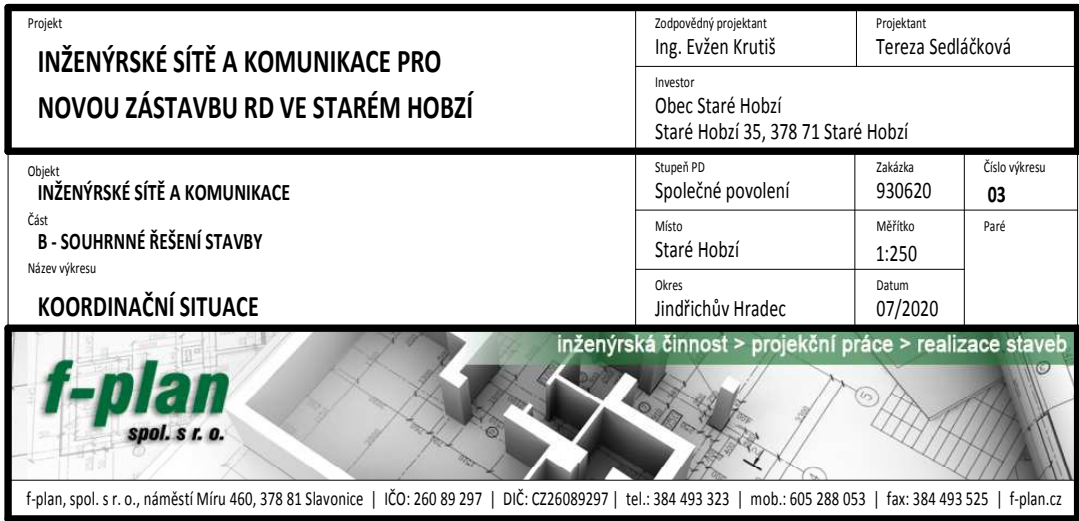 Projekt
INŽENÝRSKÉ SÍTĚ A KOMUNIKACE PRO
NOVOU ZÁSTAVBU RD VE STARÉM HOBZÍ
Zodpovědný projektant
Ing. Evžen Krutiš
Projektant
Tereza Sedláčková
Investor
Obec Staré Hobzí
Staré Hobzí 35, 378 71 Staré Hobzí
Objekt
INŽENÝRSKÉ SÍTĚ A KOMUNIKACE
Část
B - SOUHRNNÉ ŘEŠENÍ STAVBY
Název výkresu
KOORDINAČNÍ SITUACE
Stupeň PD
Společné povolení
Zakázka
930620
Číslo výkresu
03
Místo
Staré Hobzí
Měřítko
1:250
Paré
Okres
Jindřichův Hradec
Datum
07/2020
inženýrská činnost > projekční práce > realizace staveb
f-plan
spol. s r. o.
f-plan, spol. s r. o., náměstí Míru 460, 378 81 Slavonice | IČO: 260 89 297 | DIČ: CZ26089297 | tel.: 384 493 323 | mob.: 605 288 053 | fax: 384 493 525 | f-plan.cz